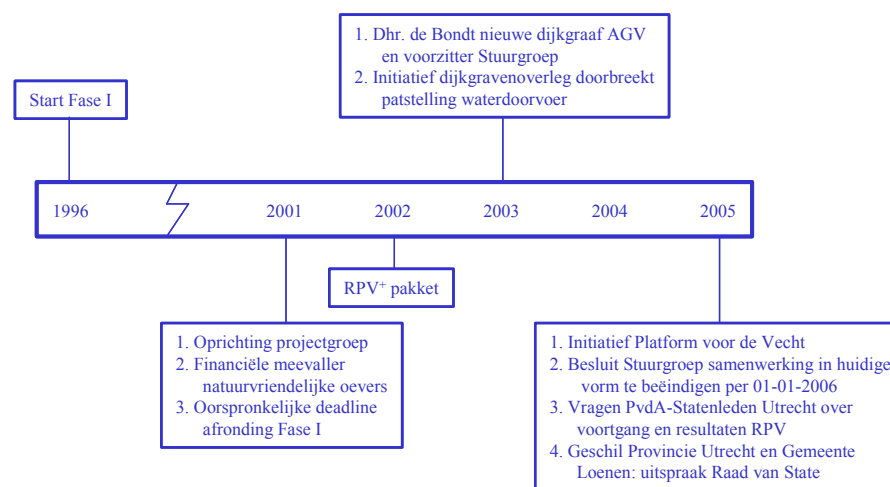 1. Dhr. de Bondt nieuwe dijkgraaf AGV
en voorzitter Stuurgroep
2. Initiatief dijkgravenoverleg doorbreekt
patstelling waterdoorvoer
Start Fase I
1996
2001
2002
2003
2004
2005
RPV⁺ pakket
1. Oprichting projectgroep
2. Financiële meevaller
natuurvriendelijke oevers
3. Oorspronkelijke deadline
afronding Fase I
1. Initiatief Platform voor de Vecht
2. Besluit Stuurgroep samenwerking in huidige
vorm te beëindigen per 01-01-2006
3. Vragen PvdA-Statenleden Utrecht over
voortgang en resultaten RPV
4. Geschil Provincie Utrecht en Gemeente
Loenen: uitspraak Raad van State